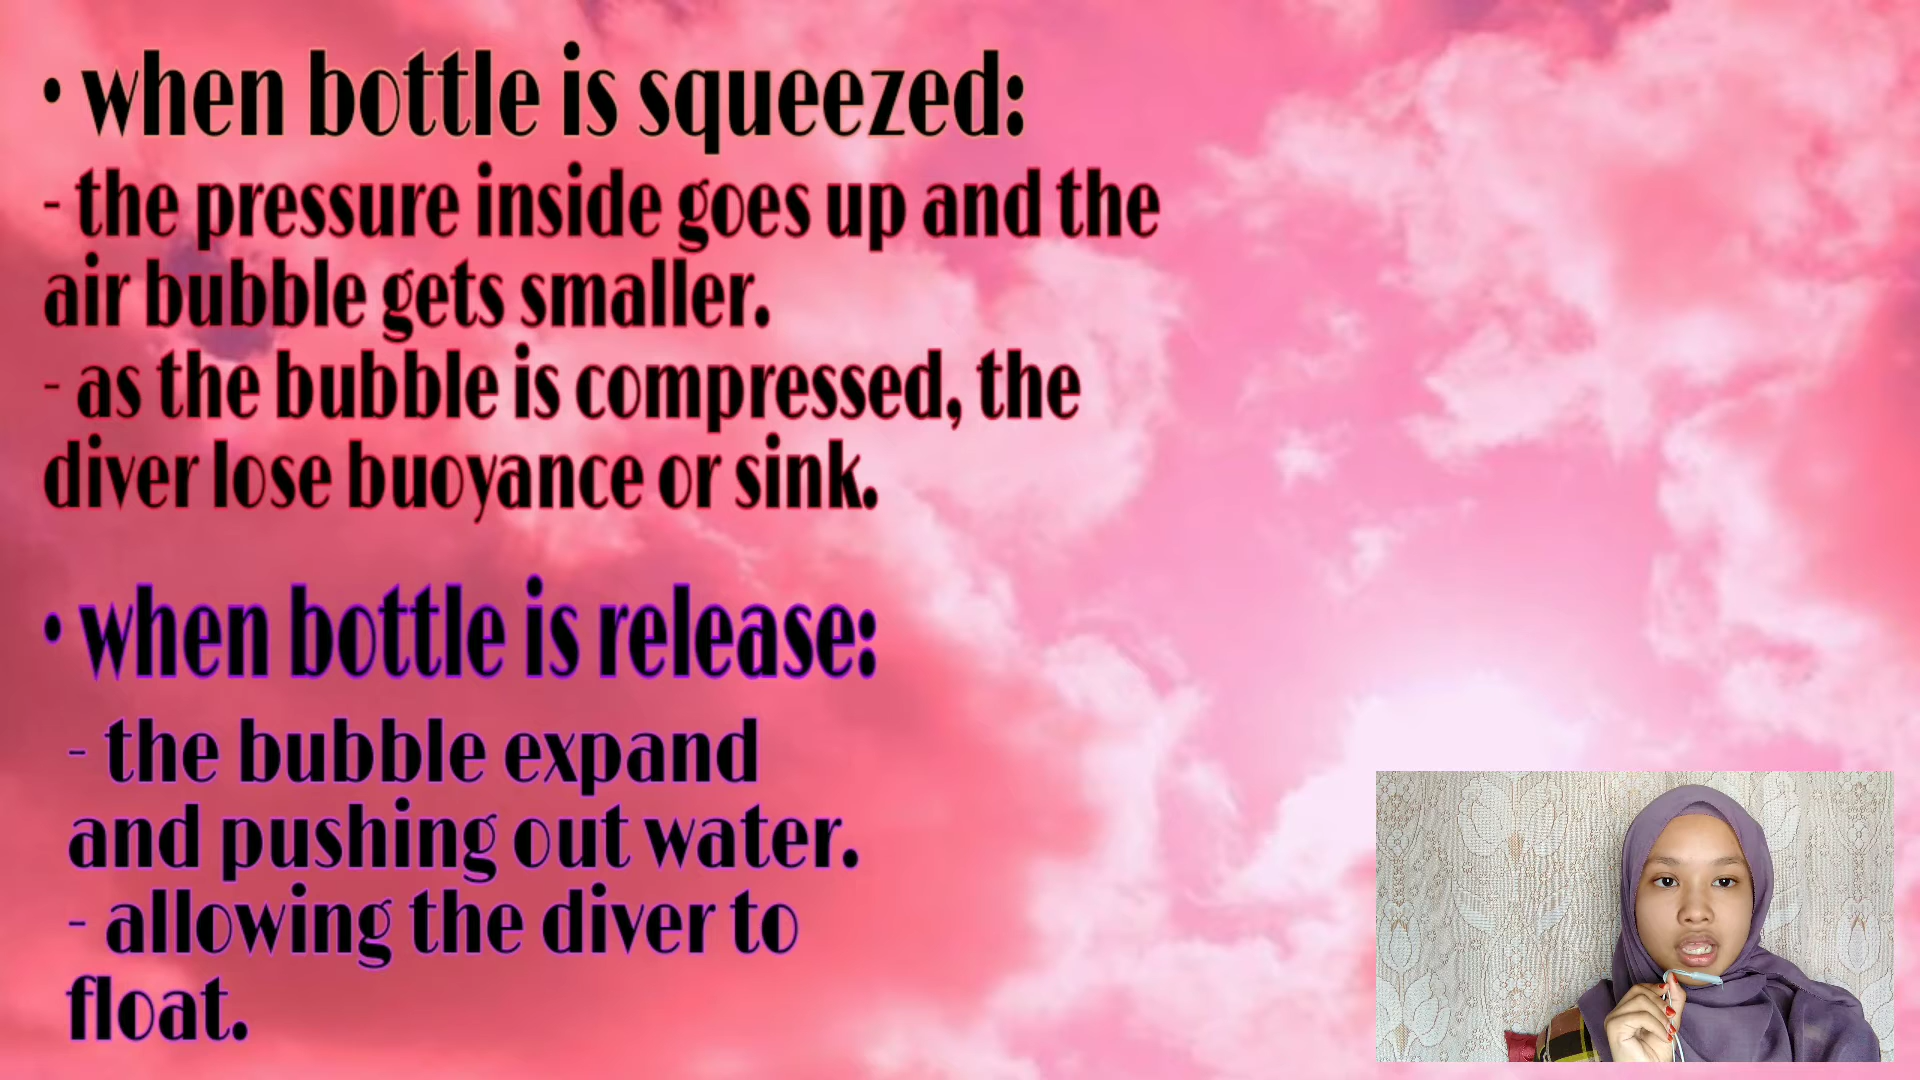 • when bottle is squeezed:
- the pressure inside goes up and the
air bubble gets smaller.
- as the bubble is compressed, the
diver lose buoyance or sink.
• when bottle is release:
- the bubble expand
and pushing out water.
- allowing the diver to
float.